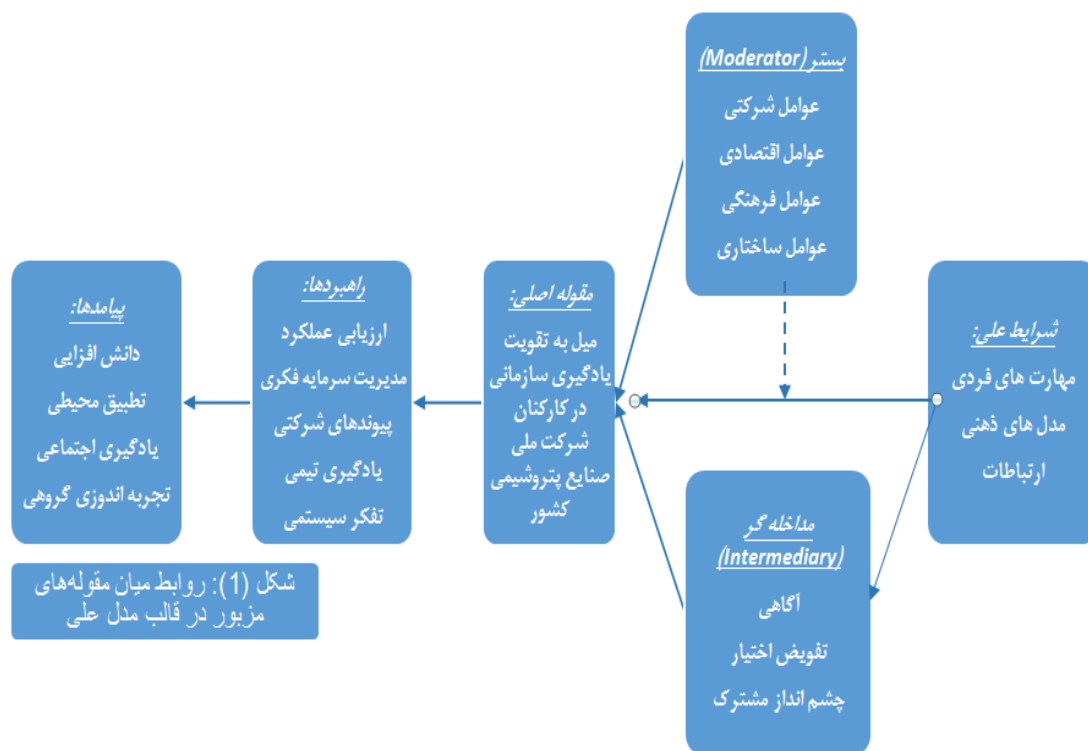 بستر (Moderator)
عوامل شرکتی
عوامل اقتصادی
عوامل فرهنگی
عوامل ساختاری
شرایط علی:
مهارت های فردی
مدل های ذهنی
ارتباطات
مداخله گر
(Intermediary)
آگاهی
تفویض اختیار
چشم انداز مشترک
مقوله اصلی:
میل به تقویت
یادگیری سازمانی
در کارکنان
شرکت ملی
صنایع پتروشیمی
کشور
راهبردها:
ارزیابی عملکرد
مدیریت سرمایه فکری
پیوندهای شرکتی
یادگیری تیمی
تفکر سیستمی
پیامدها:
دانش افزایی
تطبیق محیطی
یادگیری اجتماعی
تجربه اندوزی گروهی
شکل (1): روابط میان مقوله‌های
مزبور در قالب مدل علی